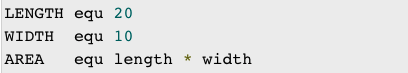 LENGTH equ 20
WIDTH  equ 10
AREA   equ length * width